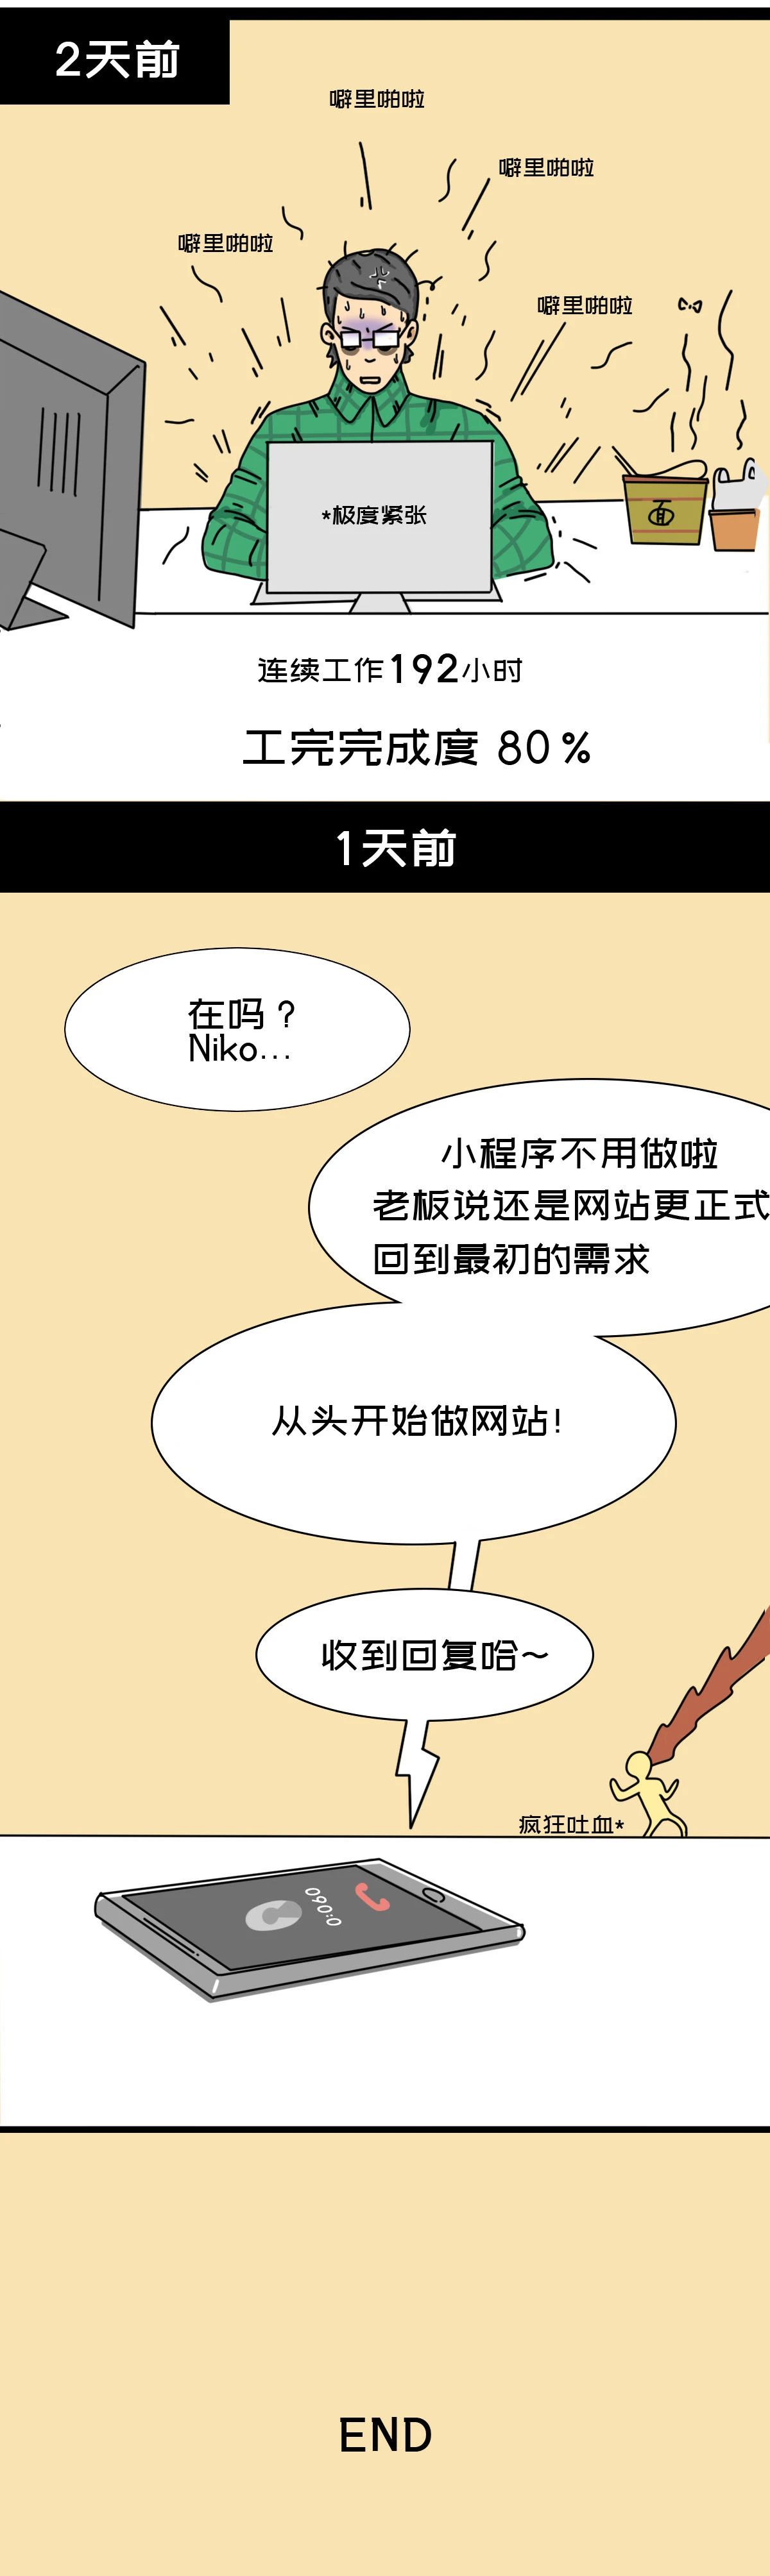 2天前
噼里啪啦
噼里啪啦
噼里啪啦
噼里啪啦
面
*极度紧张
连续工作192小时
工完完成度 80%
1天前
在吗？
Niko...
小程序不用做啦
老板说还是网站更正式
回到最初的需求
从头开始做网站!
收到回复哈~
疯狂吐血*
0:060
END